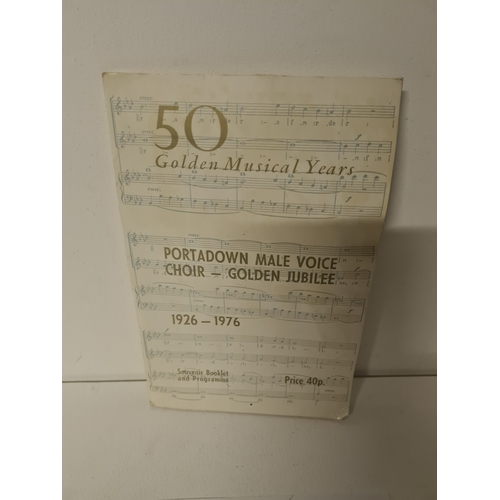 50
Golden Musical Years
PORTADOWN MALE VOICE
CHOIR – GOLDEN JUBILEE
1926 – 1976
Souvenir Booklet
and Programme
Price 40p.